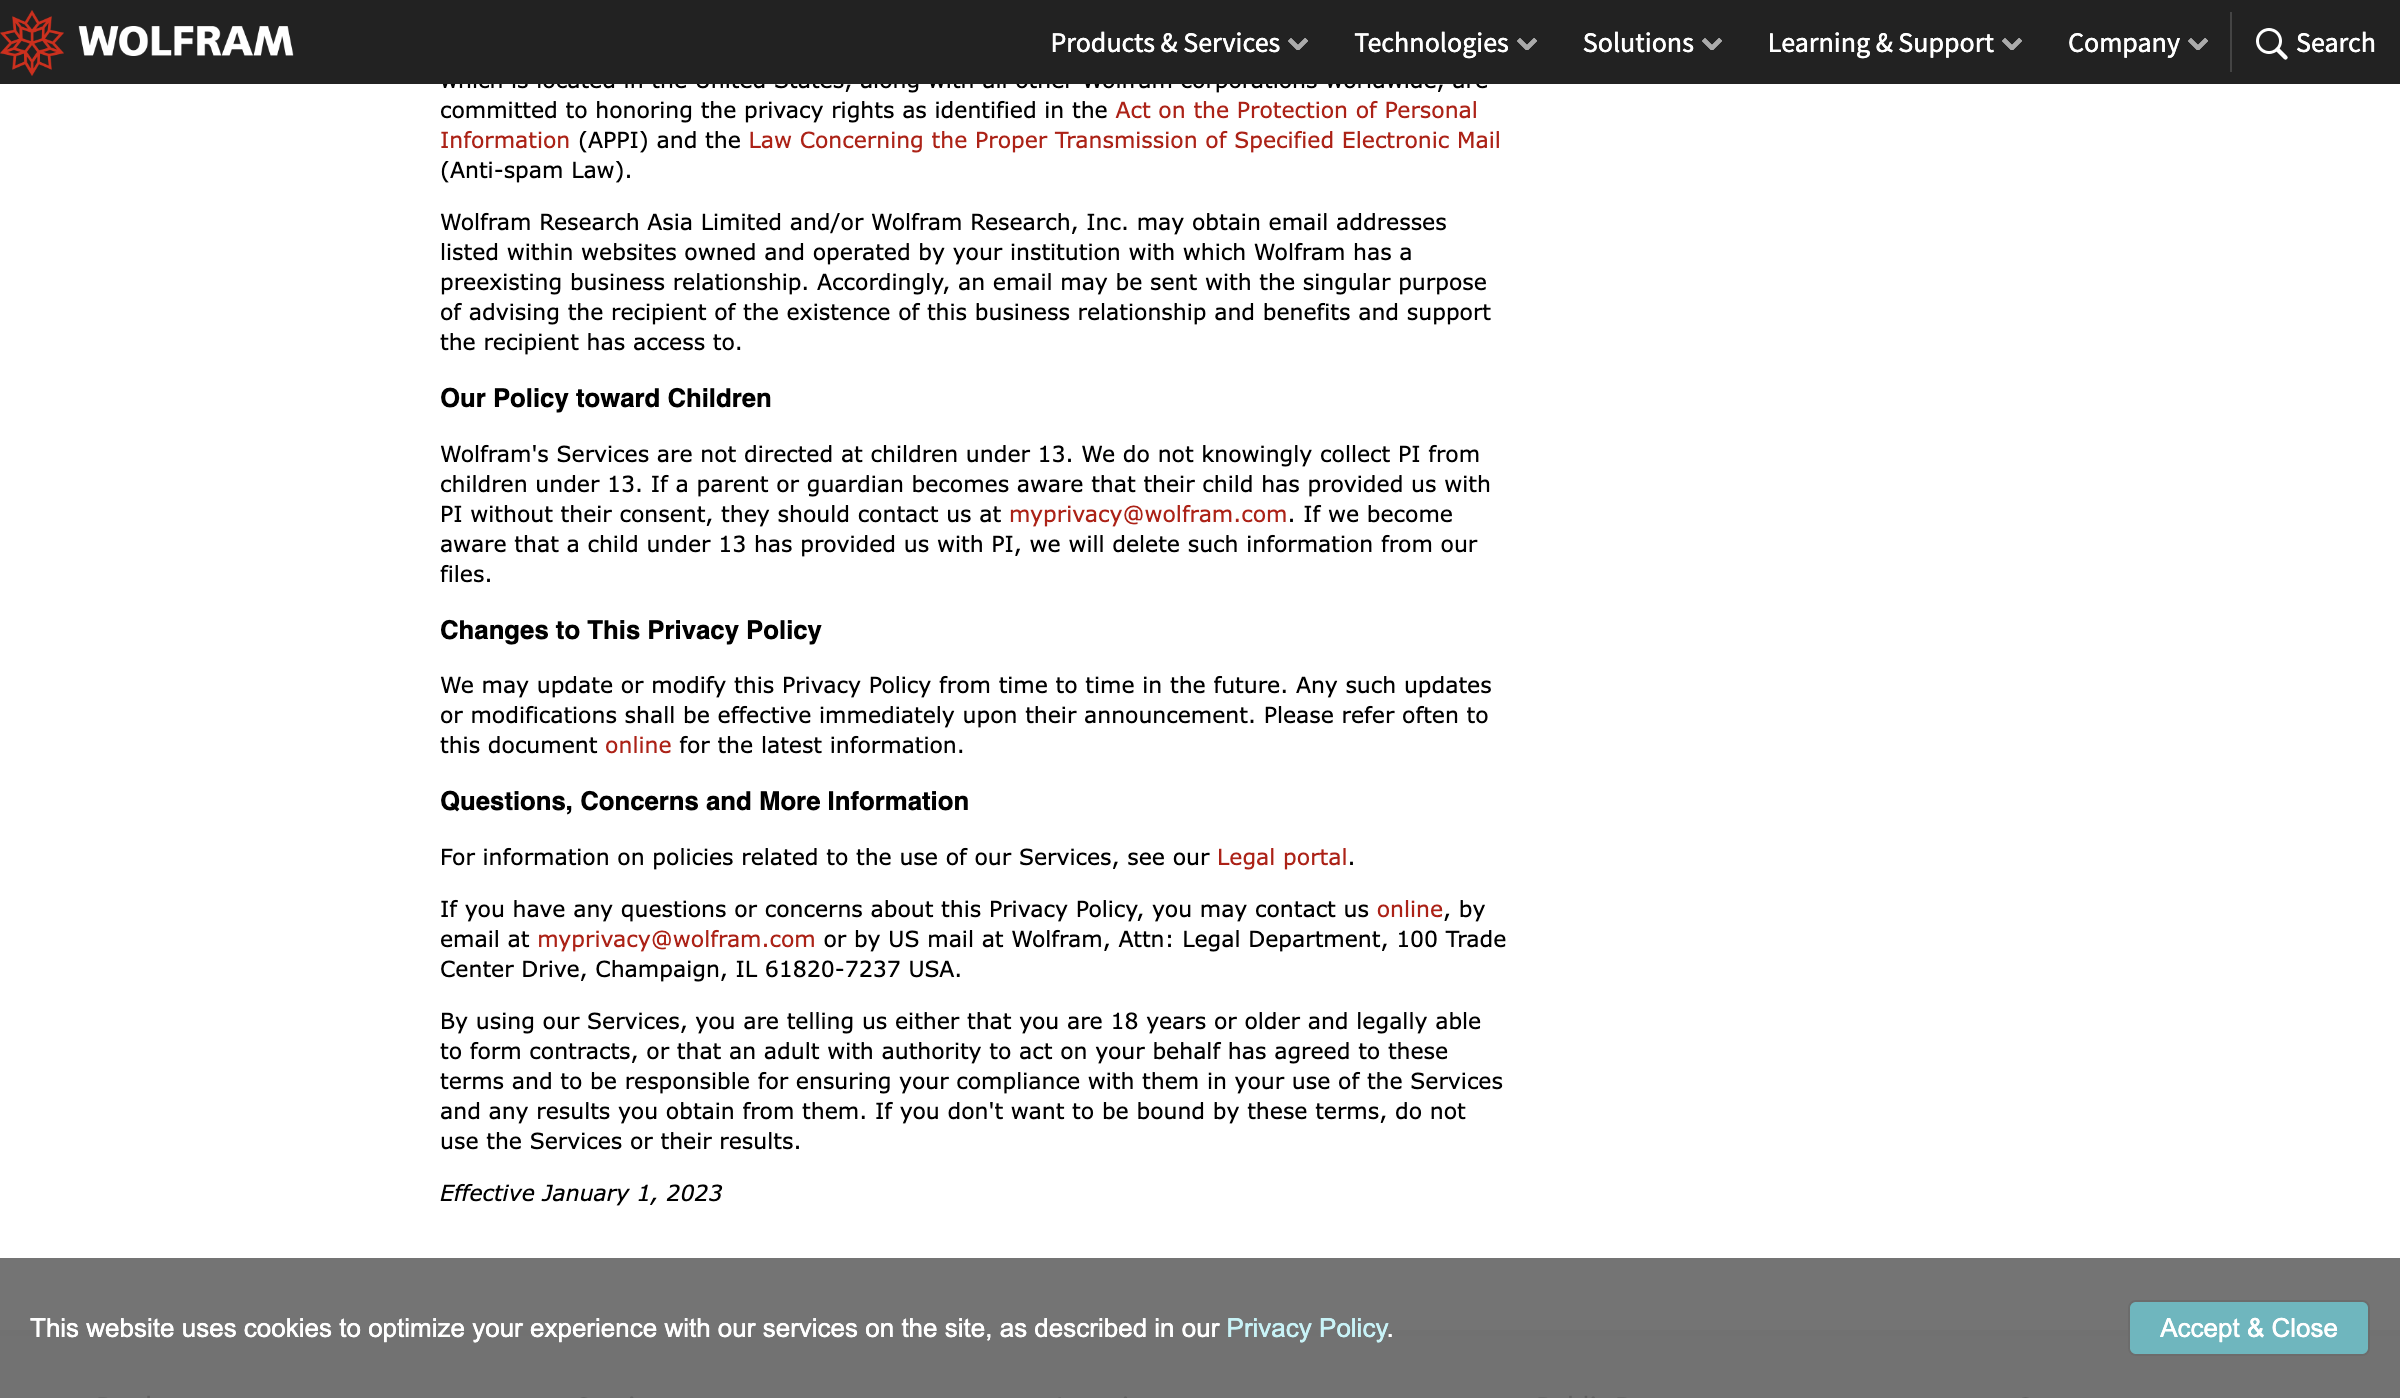 WOLFRAM
Products & Services
Technologies
Solutions
Learning & Support
Company
Search
which is located in the United States, along with all other Wolfram corporations worldwide, are
committed to honoring the privacy rights as identified in the Act on the Protection of Personal
Information (APPI) and the Law Concerning the Proper Transmission of Specified Electronic Mail
(Anti-spam Law).
Wolfram Research Asia Limited and/or Wolfram Research, Inc. may obtain email addresses
listed within websites owned and operated by your institution with which Wolfram has a
preexisting business relationship. Accordingly, an email may be sent with the singular purpose
of advising the recipient of the existence of this business relationship and benefits and support
the recipient has access to.
Our Policy toward Children
Wolfram's Services are not directed at children under 13. We do not knowingly collect PI from
children under 13. If a parent or guardian becomes aware that their child has provided us with
PI without their consent, they should contact us at myprivacy@wolfram.com. If we become
aware that a child under 13 has provided us with PI, we will delete such information from our
files.
Changes to This Privacy Policy
We may update or modify this Privacy Policy from time to time in the future. Any such updates
or modifications shall be effective immediately upon their announcement. Please refer often to
this document online for the latest information.
Questions, Concerns and More Information
For information on policies related to the use of our Services, see our Legal portal.
If you have any questions or concerns about this Privacy Policy, you may contact us online, by
email at myprivacy@wolfram.com or by US mail at Wolfram, Attn: Legal Department, 100 Trade
Center Drive, Champaign, IL 61820-7237 USA.
By using our Services, you are telling us either that you are 18 years or older and legally able
to form contracts, or that an adult with authority to act on your behalf has agreed to these
terms and to be responsible for ensuring your compliance with them in your use of the Services
and any results you obtain from them. If you don't want to be bound by these terms, do not
use the Services or their results.
Effective January 1, 2023
This website uses cookies to optimize your experience with our services on the site, as described in our Privacy Policy.
Accept & Close